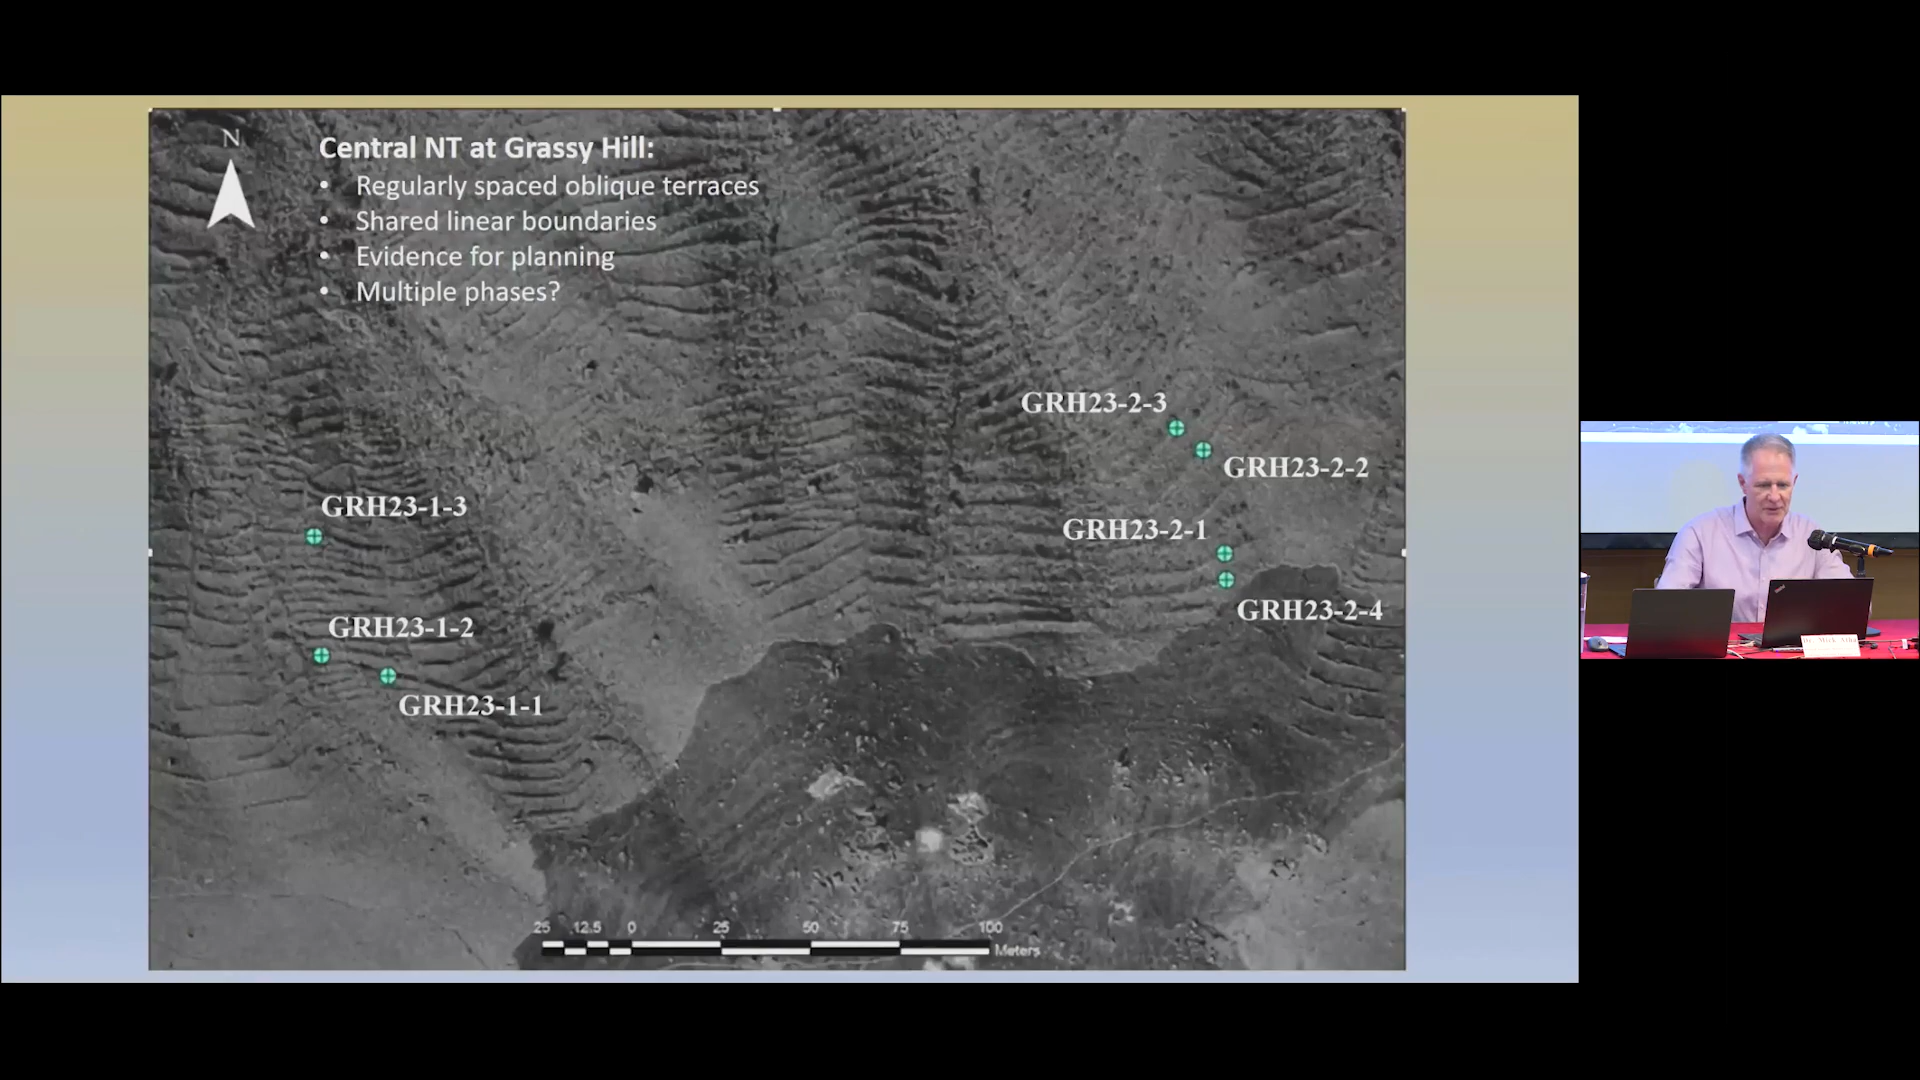 N
Central NT at Grassy Hill:
• Regularly spaced oblique terraces
• Shared linear boundaries
• Evidence for planning
• Multiple phases?
GRH23-2-3
GRH23-2-2
GRH23-1-3
GRH23-2-1
GRH23-2-4
GRH23-1-2
GRH23-1-1
25 12.5 0 25 50 75 100
Meters